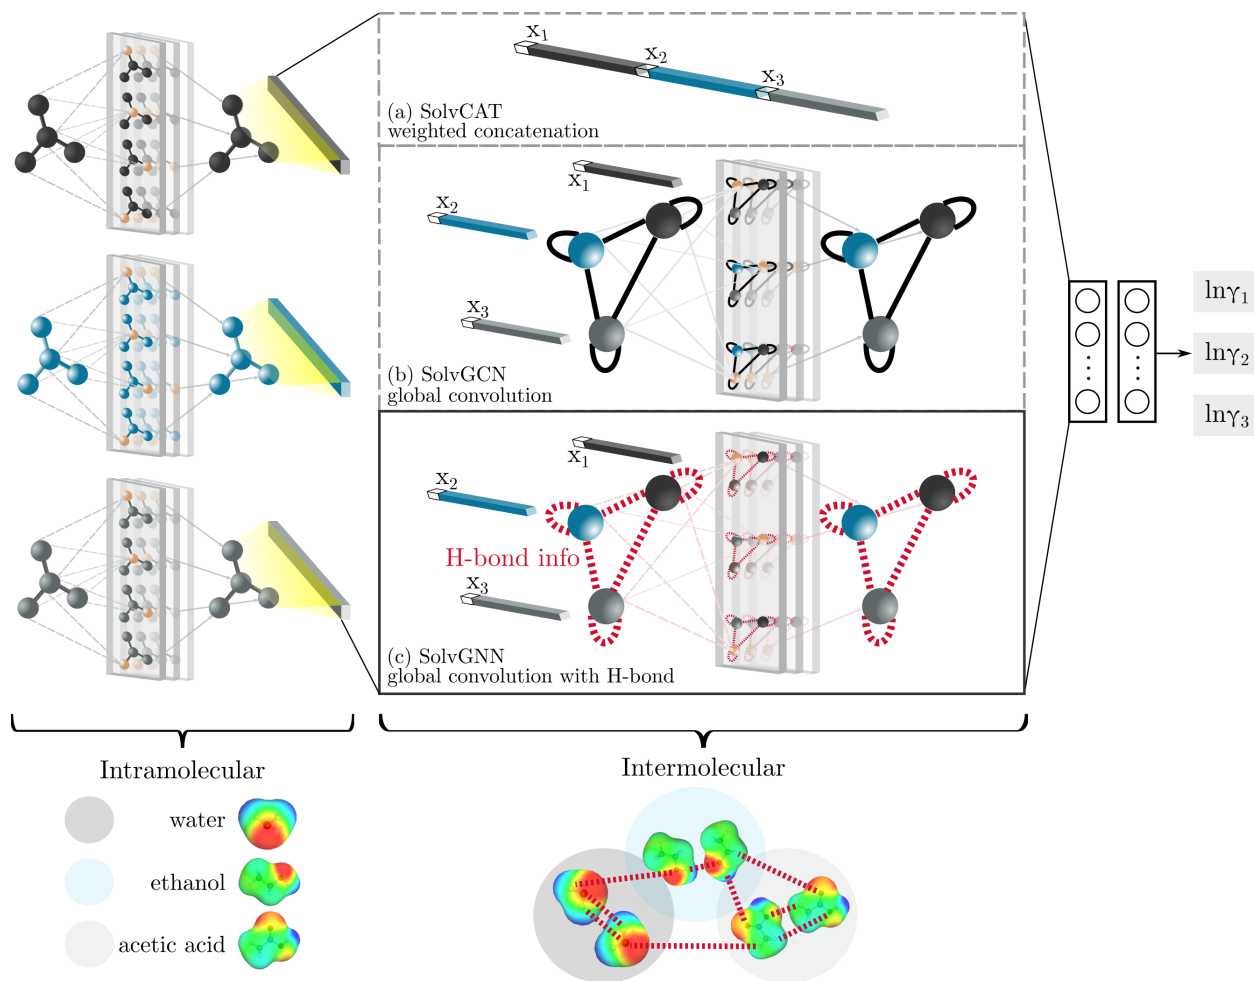 x1
x2
x3
(a) SolvCAT
weighted concatenation
x1
x2
x3
(b) SolvGCN
global convolution
x1
x2
H-bond info
x3
(c) SolvGNN
global convolution with H-bond
lnγ1
lnγ2
lnγ3
Intramolecular
water
ethanol
acetic acid
Intermolecular